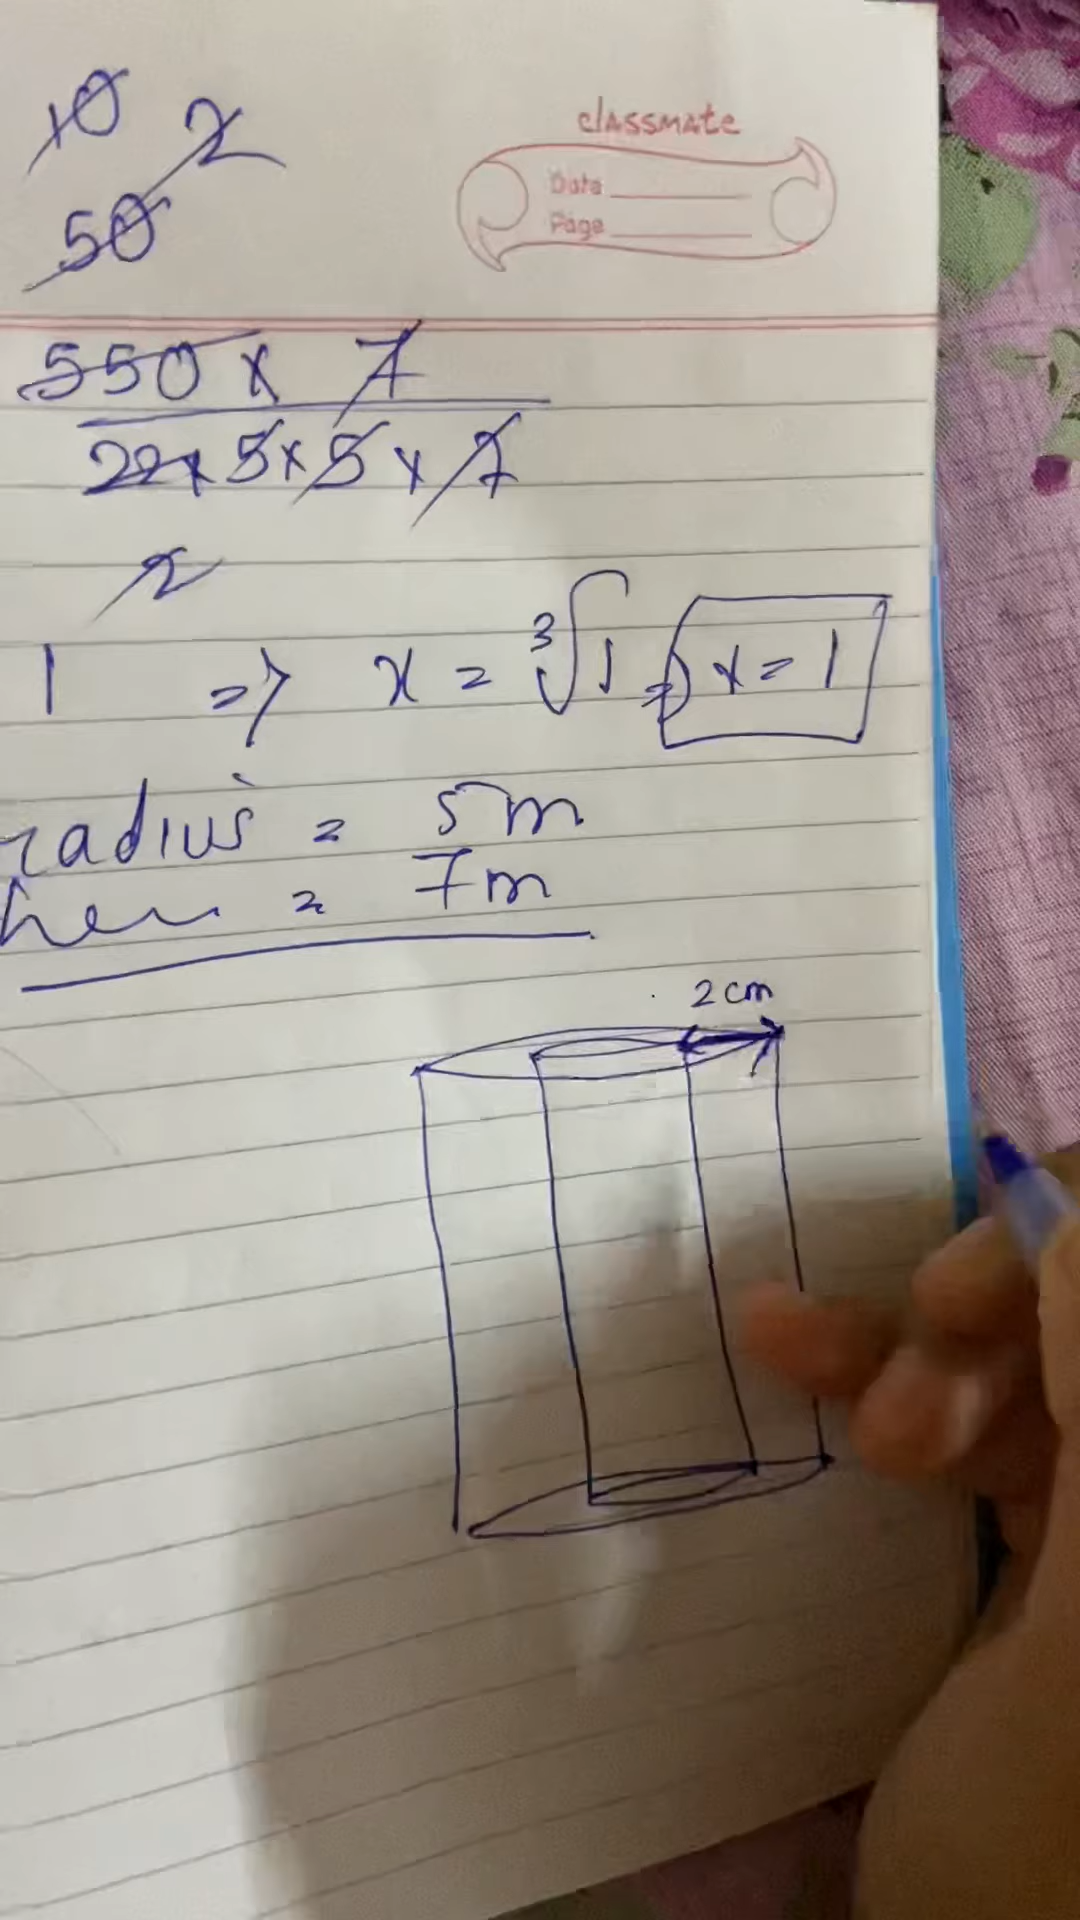 10 2
50
classmate
Date
Page
550 x 7
22 x 5 x 5 x 7
2
1 => x = ³√1 => x = 1
radius = 5m
= 7m
2 cm